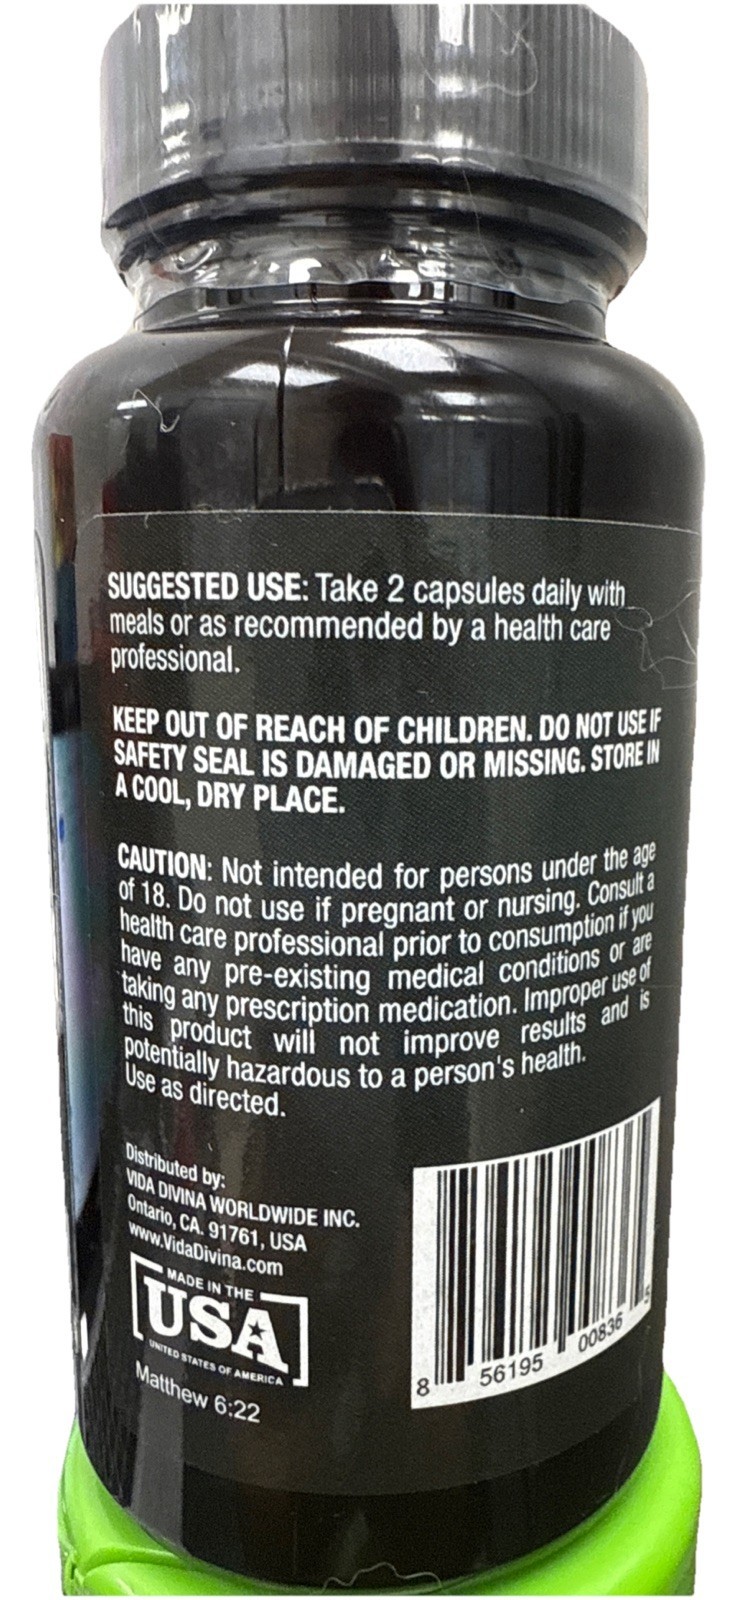 SUGGESTED USE: Take 2 capsules daily with
meals or as recommended by a health care
professional.
KEEP OUT OF REACH OF CHILDREN. DO NOT USE IF
SAFETY SEAL IS DAMAGED OR MISSING. STORE IN
A COOL, DRY PLACE.
CAUTION: Not intended for persons under the age
of 18. Do not use if pregnant or nursing. Consult a
health care professional prior to consumption if you
have any pre-existing medical conditions or are
taking any prescription medication. Improper use of
this product will not improve results and is
potentially hazardous to a person's health.
Use as directed.
Distributed by:
VIDA DIVINA WORLDWIDE INC.
Ontario, CA. 91761, USA
www.VidaDivina.com
MADE IN THE
USA
UNITED STATES OF AMERICA
Matthew 6:22
8 56195 00836 5